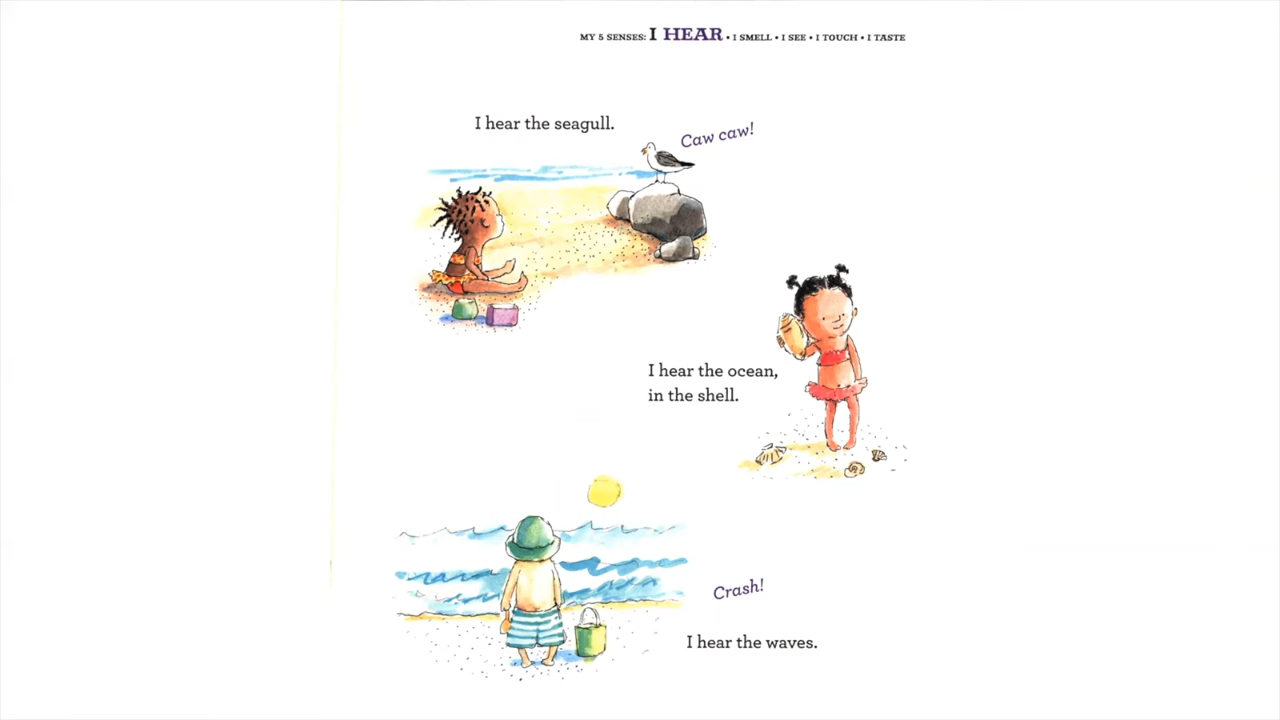 MY 5 SENSES: I HEAR • I SMELL • I SEE • I TOUCH • I TASTE
I hear the seagull.
Caw caw!
I hear the ocean,
in the shell.
Crash!
I hear the waves.